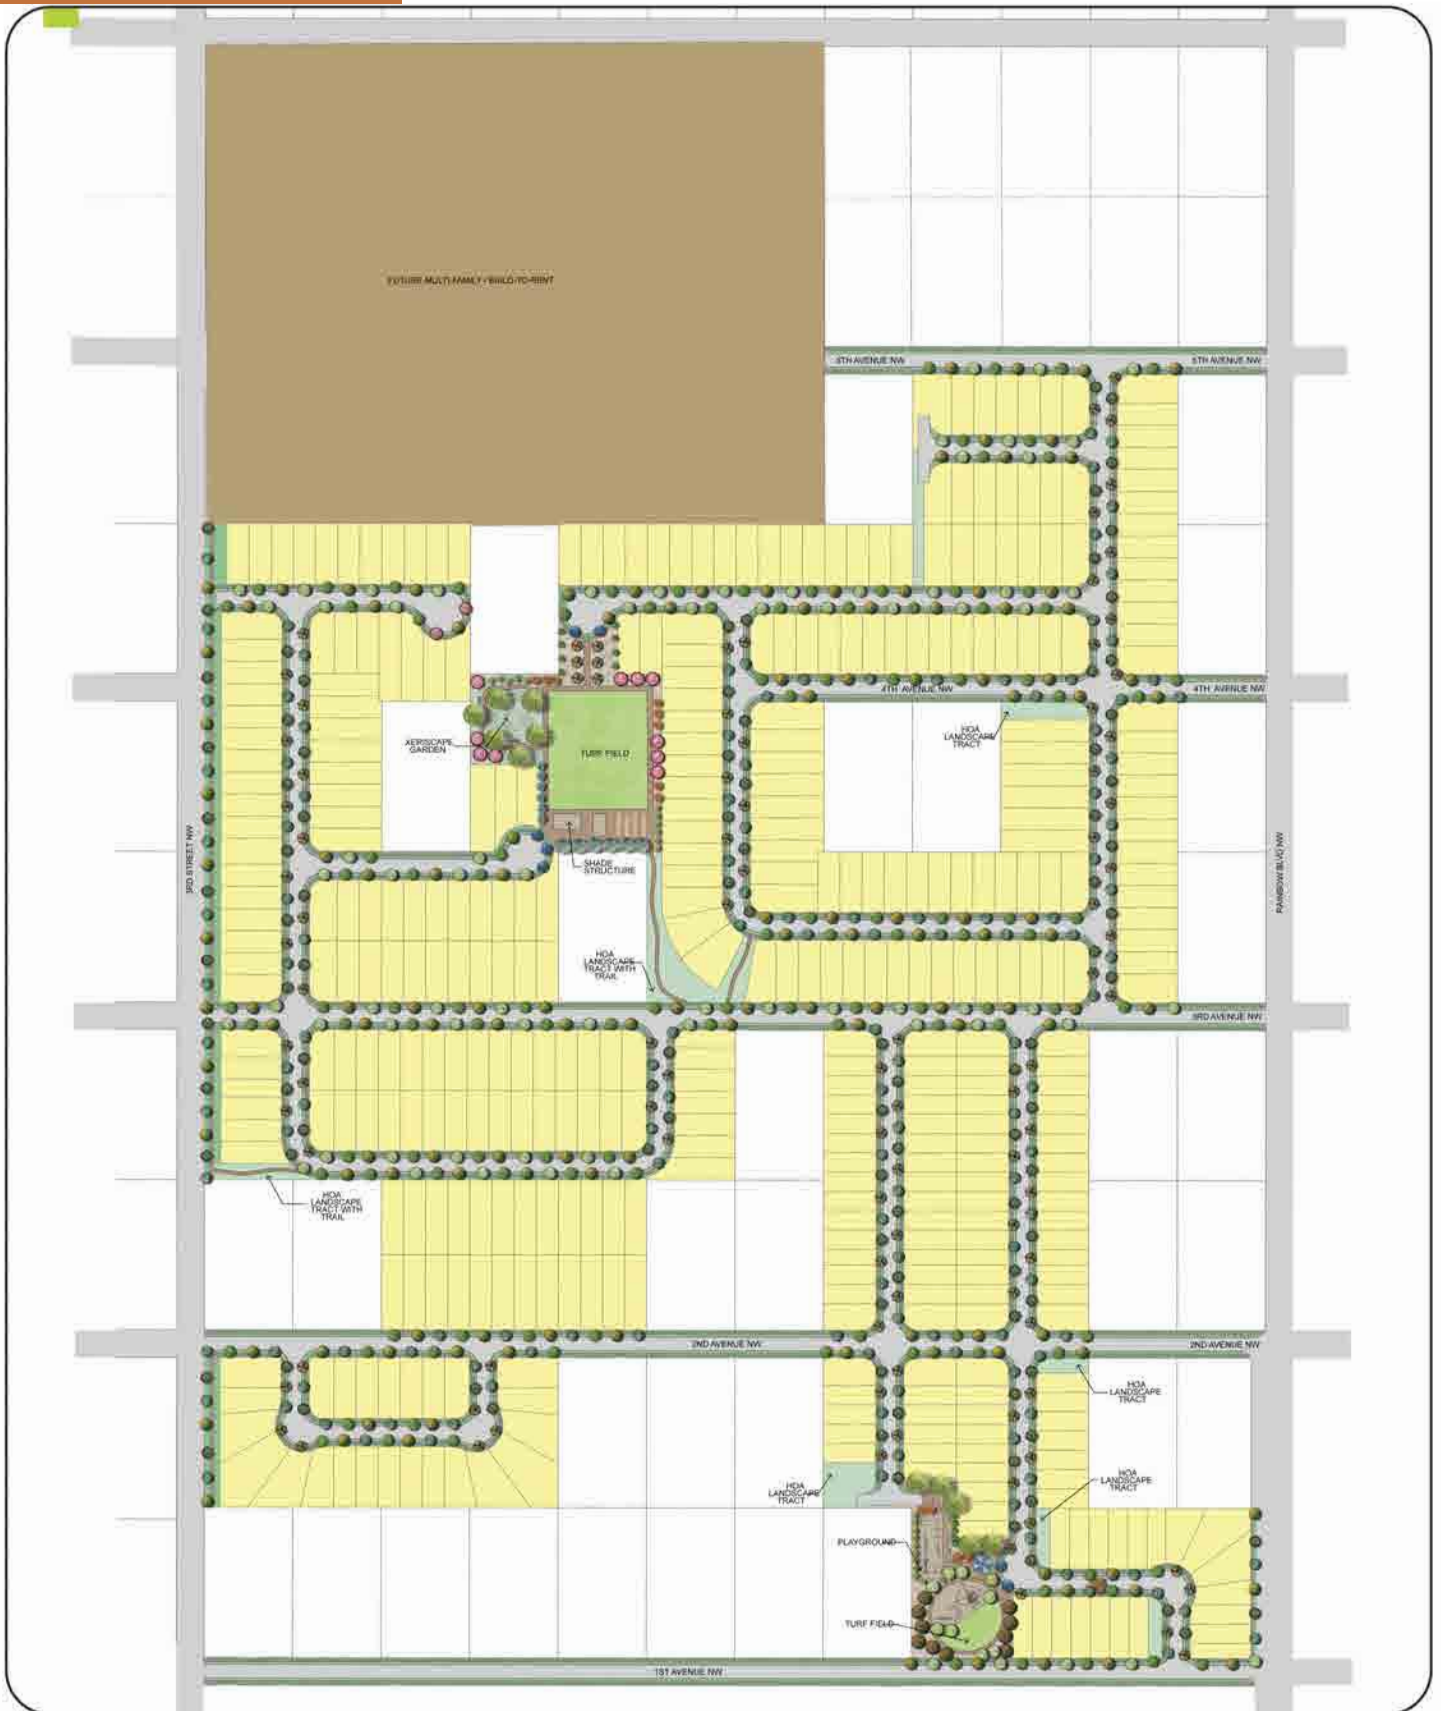 FUTURE MULTI-FAMILY / BUILD-TO-RENT
5TH AVENUE NW
5TH AVENUE NW
4TH AVENUE NW
4TH AVENUE NW
HOA
LANDSCAPE
TRACT
XERISCAPE
GARDEN
TURF FIELD
3RD STREET NW
RAINBOW BLVD NW
SHADE
STRUCTURE
HOA
LANDSCAPE
TRACT WITH
TRAIL
3RD AVENUE NW
HOA
LANDSCAPE
TRACT WITH
TRAIL
2ND AVENUE NW
2ND AVENUE NW
HOA
LANDSCAPE
TRACT
HOA
LANDSCAPE
TRACT
HOA
LANDSCAPE
TRACT
PLAYGROUND
TURF FIELD
1ST AVENUE NW